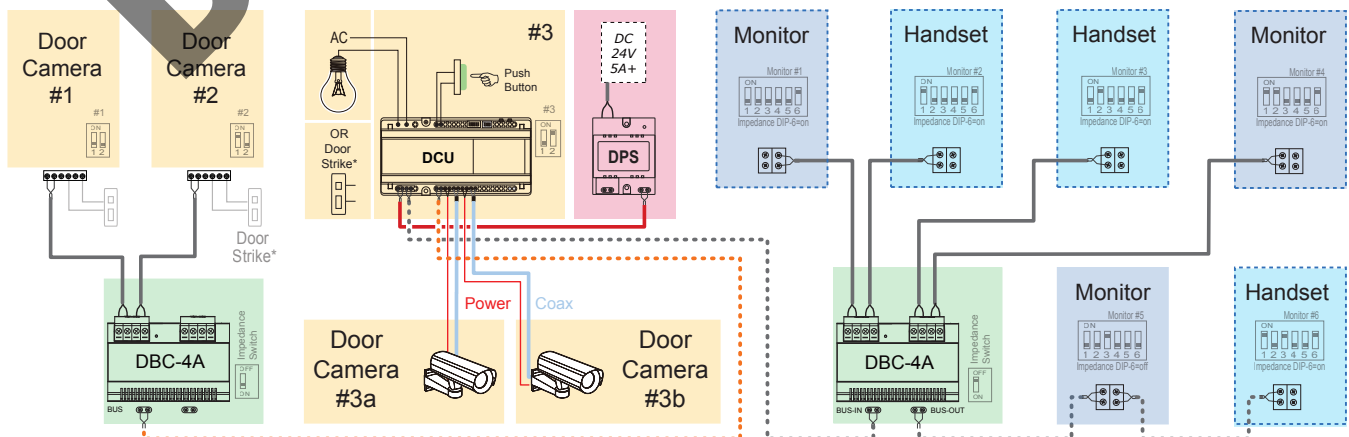 Door
Camera
#1
#1
ON
1 2
Door
Camera
#2
#2
ON
1 2
Door
Strike*
AC
#3
Push
Button
#3
ON
1 2
OR
Door
Strike*
DCU
DC
24V
5A+
DPS
Power
Coax
Door
Camera
#3a
Door
Camera
#3b
DBC-4A
Impedance
Switch
OFF
ON
BUS
Monitor
Monitor #1
ON
1 2 3 4 5 6
Impedance DIP-6=on
Handset
Monitor #2
ON
1 2 3 4 5 6
Impedance DIP-6=on
Handset
Monitor #3
ON
1 2 3 4 5 6
Impedance DIP-6=on
Monitor
Monitor #4
ON
1 2 3 4 5 6
Impedance DIP-6=on
DBC-4A
Impedance
Switch
OFF
ON
BUS-IN
BUS-OUT
Monitor
Monitor #5
ON
1 2 3 4 5 6
Impedance DIP-6=off
Handset
Monitor #6
ON
1 2 3 4 5 6
Impedance DIP-6=on